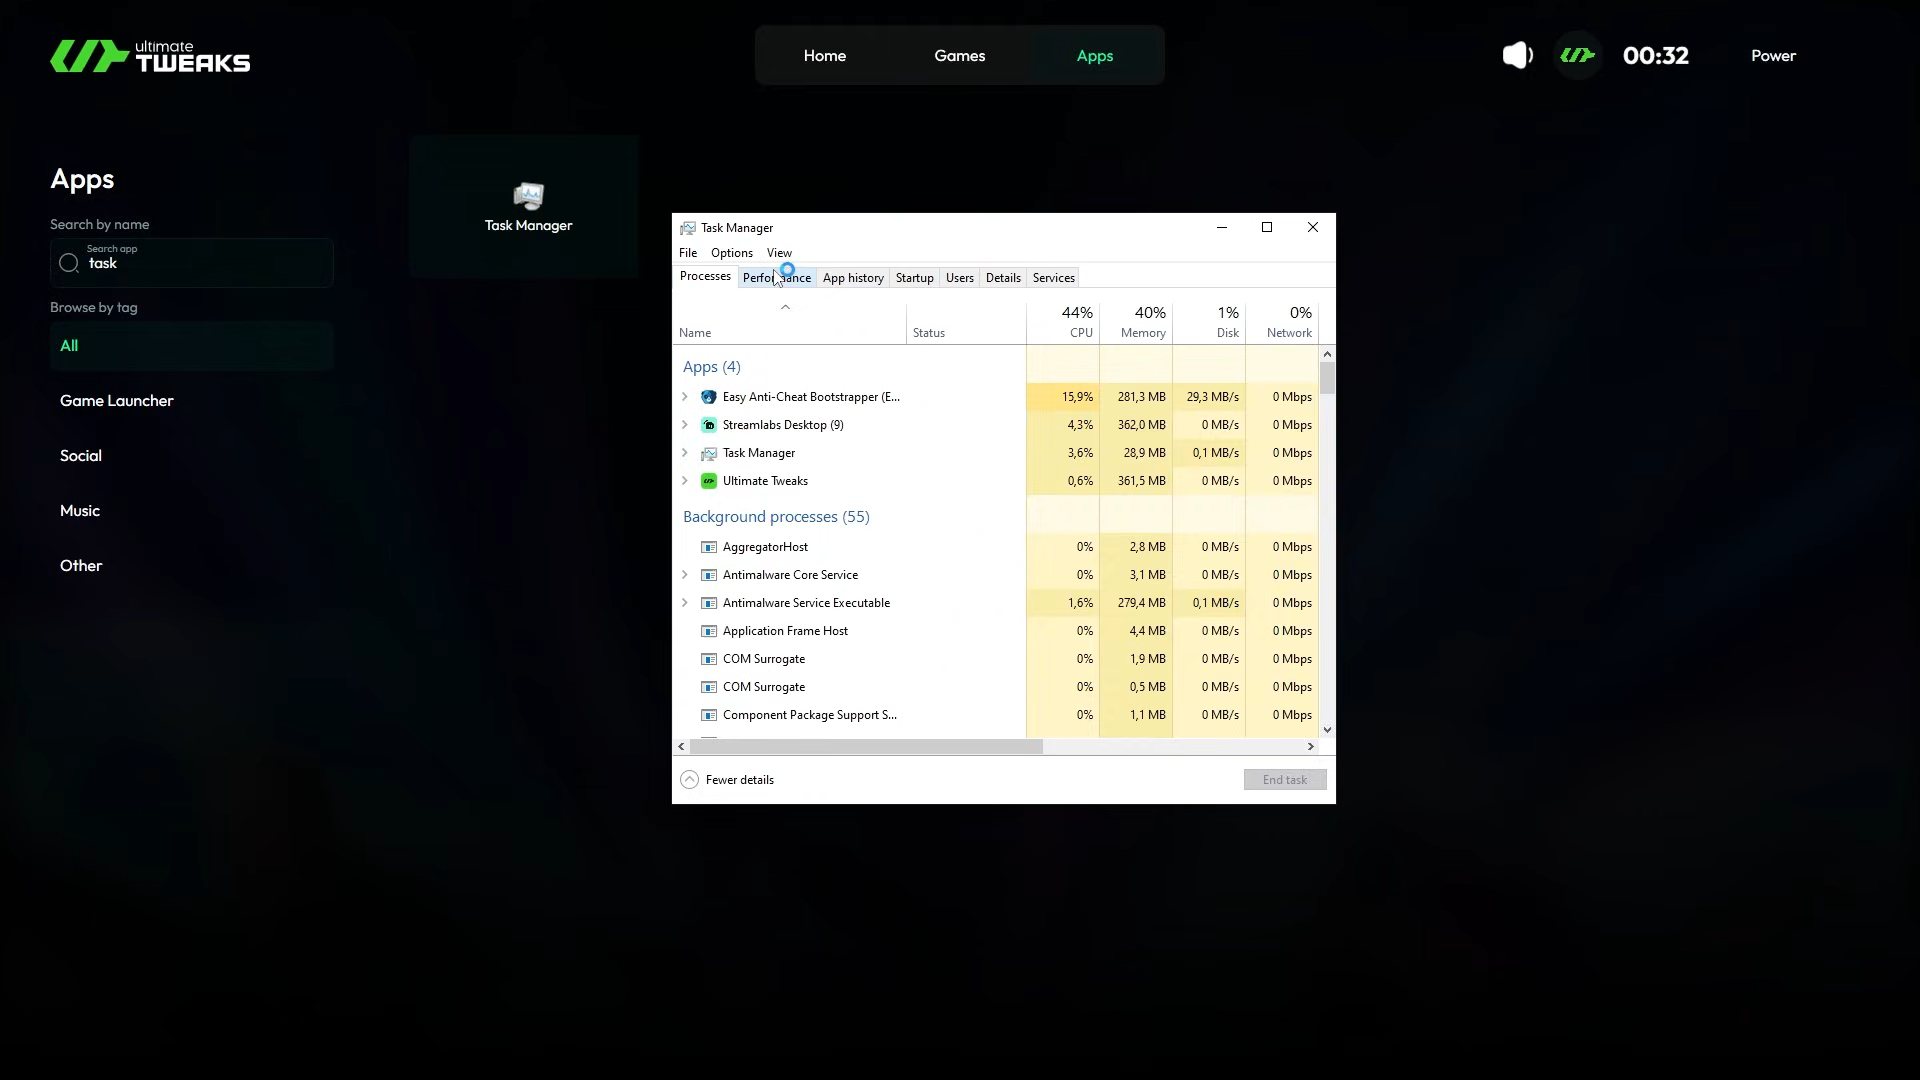 ultimate
TWEAKS
Home
Games
Apps
00:32
Power
Apps
Search by name
Search app
task
Browse by tag
All
Game Launcher
Social
Music
Other
Task Manager
Task Manager
File Options View
Processes Performance App history Startup Users Details Services
44% 40% 1% 0%
Name Status CPU Memory Disk Network
Apps (4)
Easy Anti-Cheat Bootstrapper (E... 15,9% 281,3 MB 29,3 MB/s 0 Mbps
Streamlabs Desktop (9) 4,3% 362,0 MB 0 MB/s 0 Mbps
Task Manager 3,6% 28,9 MB 0,1 MB/s 0 Mbps
Ultimate Tweaks 0,6% 361,5 MB 0 MB/s 0 Mbps
Background processes (55)
AggregatorHost 0% 2,8 MB 0 MB/s 0 Mbps
Antimalware Core Service 0% 3,1 MB 0 MB/s 0 Mbps
Antimalware Service Executable 1,6% 279,4 MB 0,1 MB/s 0 Mbps
Application Frame Host 0% 4,4 MB 0 MB/s 0 Mbps
COM Surrogate 0% 1,9 MB 0 MB/s 0 Mbps
COM Surrogate 0% 0,5 MB 0 MB/s 0 Mbps
Component Package Support S... 0% 1,1 MB 0 MB/s 0 Mbps
Fewer details
End task